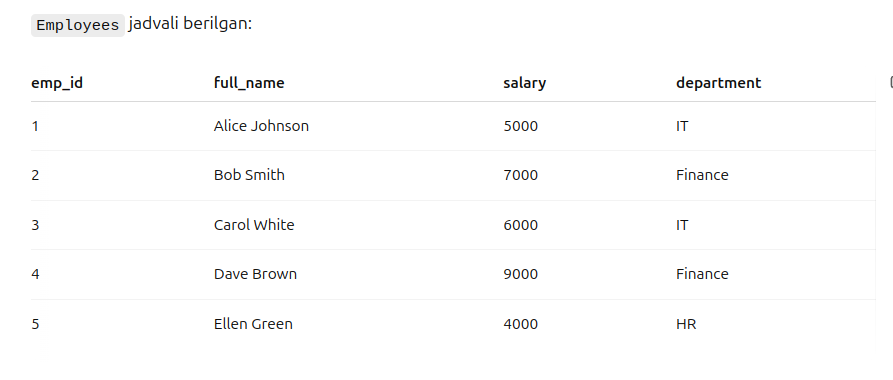 Employees jadvali berilgan:
emp_id full_name salary department
1 Alice Johnson 5000 IT
2 Bob Smith 7000 Finance
3 Carol White 6000 IT
4 Dave Brown 9000 Finance
5 Ellen Green 4000 HR